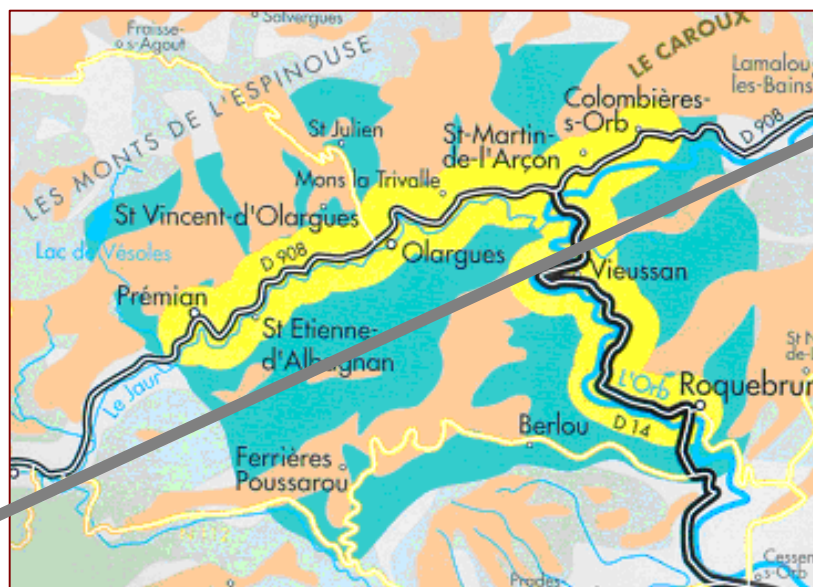 Salvergues
Fraisse-
s-Agout
LES MONTS DE L'ESPINOUSE
LE CAROUX
Lamalou
les-Bains
Colombières-
s-Orb
D 908
St Julien
St-Martin-
de-l'Arçon
Mons la Trivalle
St Vincent-d'Olargues
Lac de Vésoles
D 908
Olargues
Vieussan
Prémian
St Etienne-
d'Albagnan
Le Jaur
L'Orb
Roquebrun
D 14
Berlou
Ferrières
Poussarou
Cessen
s-Orb
Prades